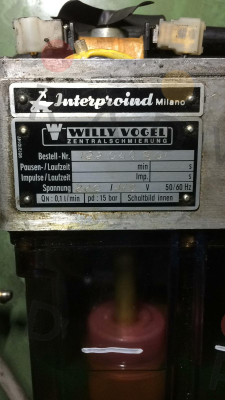 Interproind Milano
WILLY VOGEL
ZENTRALSCHMIERUNG
Bestell-Nr.
Pausen-/Laufzeit min s
Impulse/Laufzeit Imp. s
Spannung V 50/60 Hz
QN: 0,1 l/min pd: 15 bar Schaltbild innen